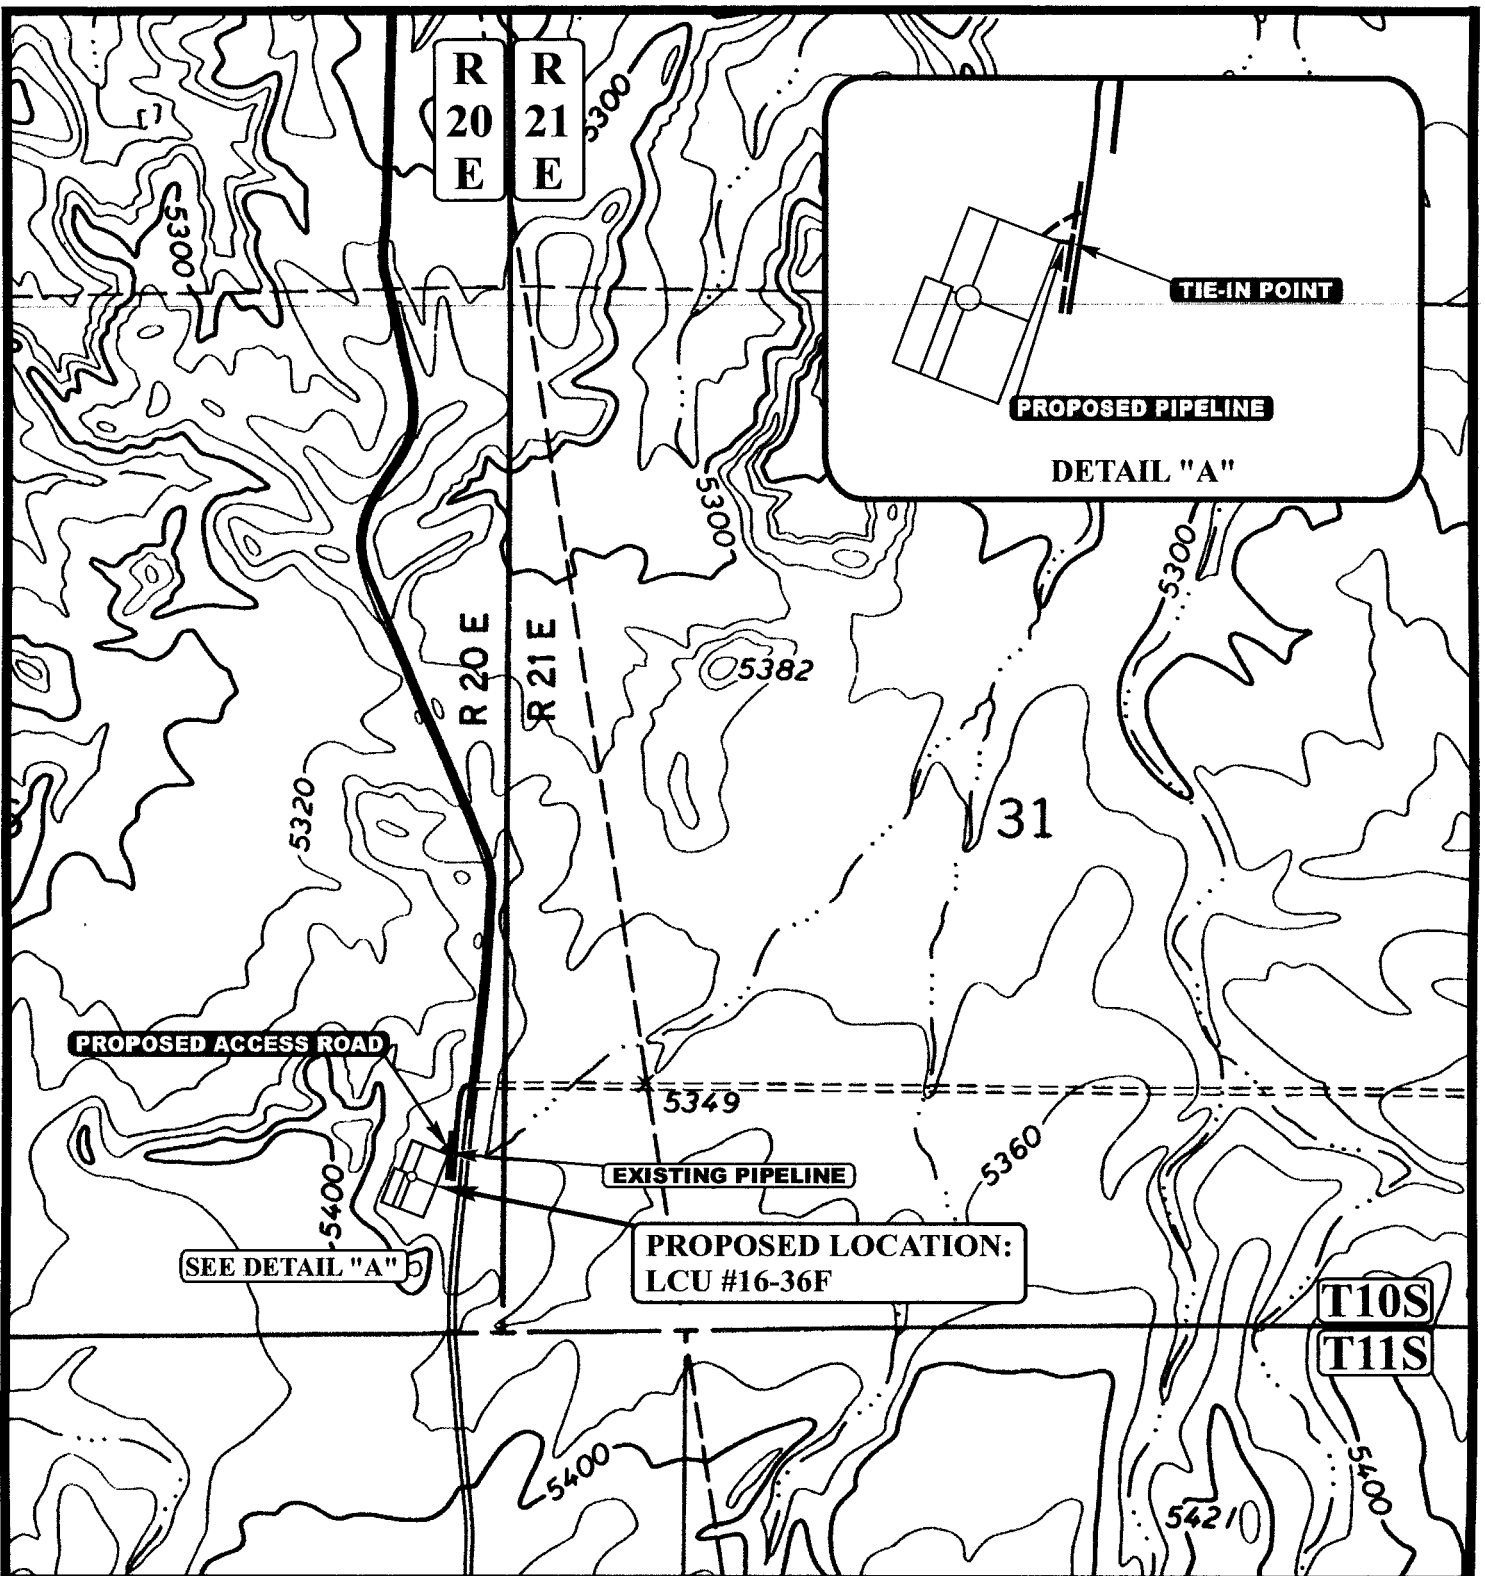 R
20
E
R
21
E
5300
5300
TIE-IN POINT
PROPOSED PIPELINE
DETAIL "A"
5300
5300
R 20 E
R 21 E
5382
5320
31
PROPOSED ACCESS ROAD
5349
5360
EXISTING PIPELINE
5400
PROPOSED LOCATION:
LCU #16-36F
SEE DETAIL "A"
T10S
T11S
5400
5400
5421